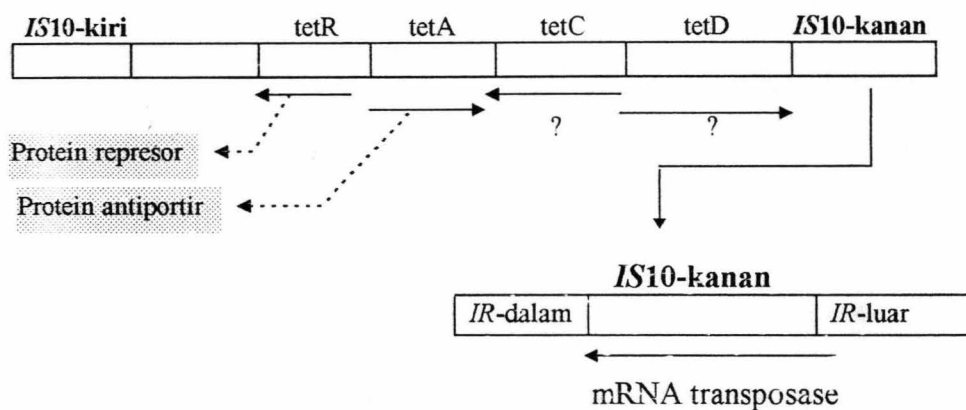 IS10-kiri tetR tetA tetC tetD IS10-kanan
? ?
Protein represor
Protein antiportir
IS10-kanan
IR-dalam IR-luar
mRNA transposase